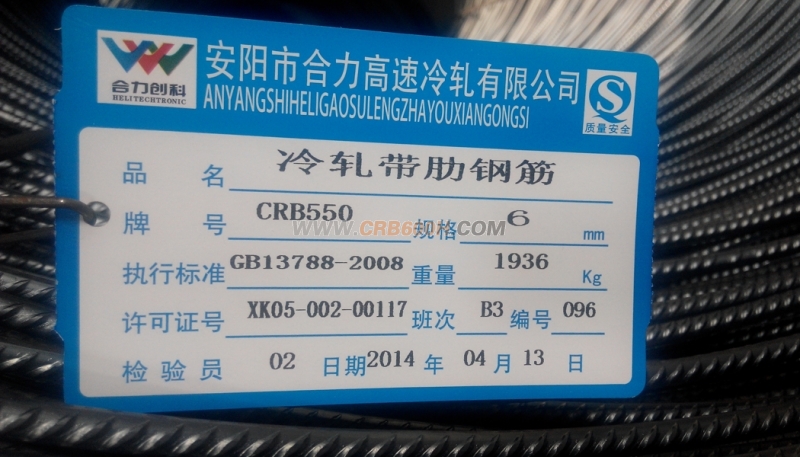 合力创科
HELITECHTRONIC
安阳市合力高速冷轧有限公司
ANYANGSHIHELIGAOSULENGZHAYOUXIANGONGSI
质量安全
品名 冷轧带肋钢筋
牌号 CRB550 规格 6 mm
WWW.CRB6 .COM
执行标准 GB13788-2008 重量 1936 Kg
许可证号 XK05-002-00117 班次 B3 编号 096
检验员 02 日期 2014 年 04 月 13 日